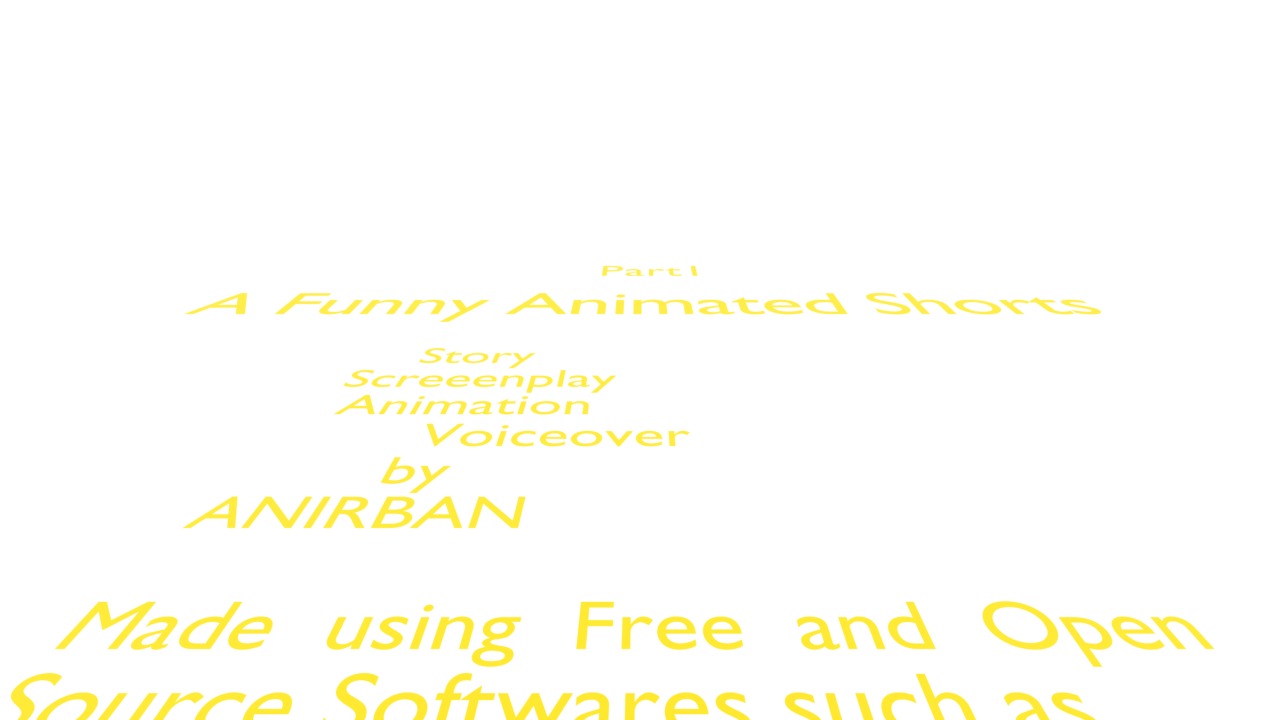 Part I
A Funny Animated Shorts
Story
Screeenplay
Animation
Voiceover
by
ANIRBAN
Made using Free and Open
Source Softwares such as